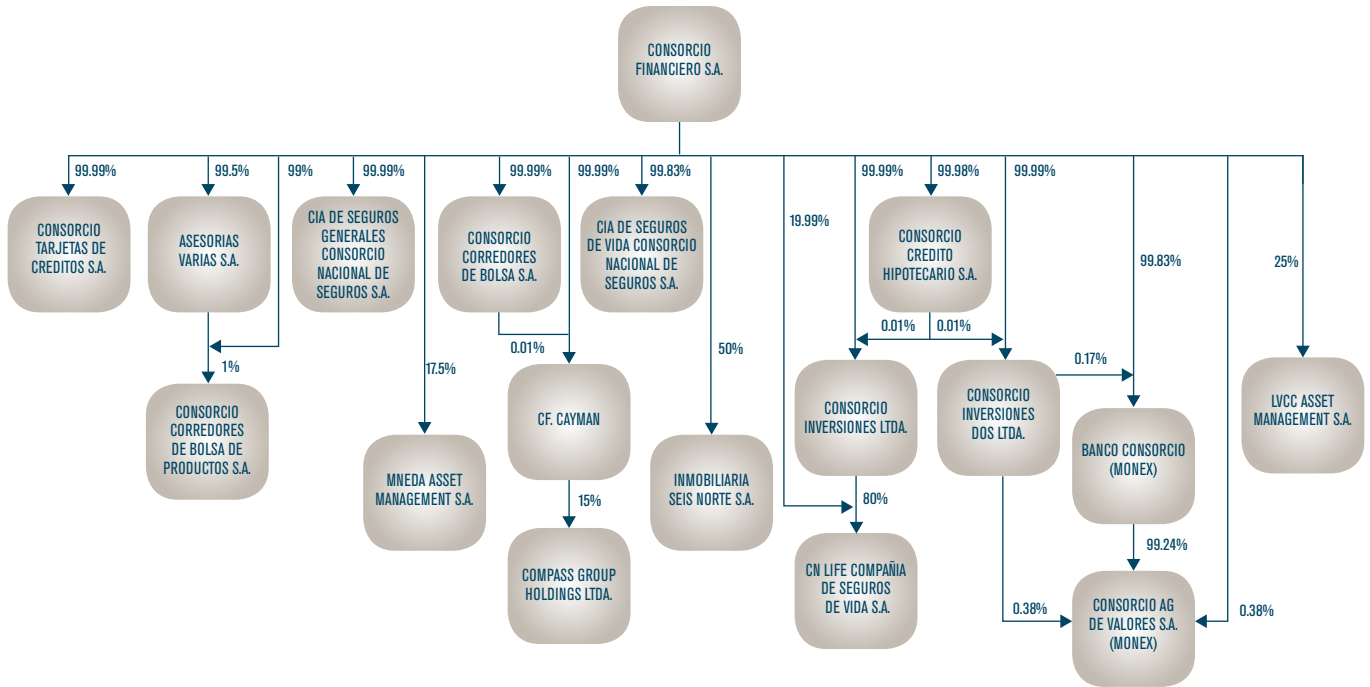 CONSORCIO
FINANCIERO S.A.
99.99%
99.5%
99%
99.99%
99.99%
99.99%
99.83%
99.99%
99.98%
99.99%
CONSORCIO
TARJETAS DE
CREDITOS S.A.
ASESORIAS
VARIAS S.A.
CIA DE SEGUROS
GENERALES
CONSORCIO
NACIONAL DE
SEGUROS S.A.
CONSORCIO
CORREDORES
DE BOLSA S.A.
CIA DE SEGUROS
DE VIDA CONSORCIO
NACIONAL DE
SEGUROS S.A.
19.99%
CONSORCIO
CREDITO
HIPOTECARIO S.A.
99.83%
25%
0.01%
0.01%
0.01%
1%
17.5%
50%
0.17%
CONSORCIO
CORREDORES
DE BOLSA DE
PRODUCTOS S.A.
CF. CAYMAN
CONSORCIO
INVERSIONES LTDA.
CONSORCIO
INVERSIONES
DOS LTDA.
BANCO CONSORCIO
(MONEX)
LVCC ASSET
MANAGEMENT S.A.
MNEDA ASSET
MANAGEMENT S.A.
INMOBILIARIA
SEIS NORTE S.A.
15%
80%
99.24%
COMPASS GROUP
HOLDINGS LTDA.
CN LIFE COMPAÑIA
DE SEGUROS
DE VIDA S.A.
0.38%
CONSORCIO AG
DE VALORES S.A.
(MONEX)
0.38%